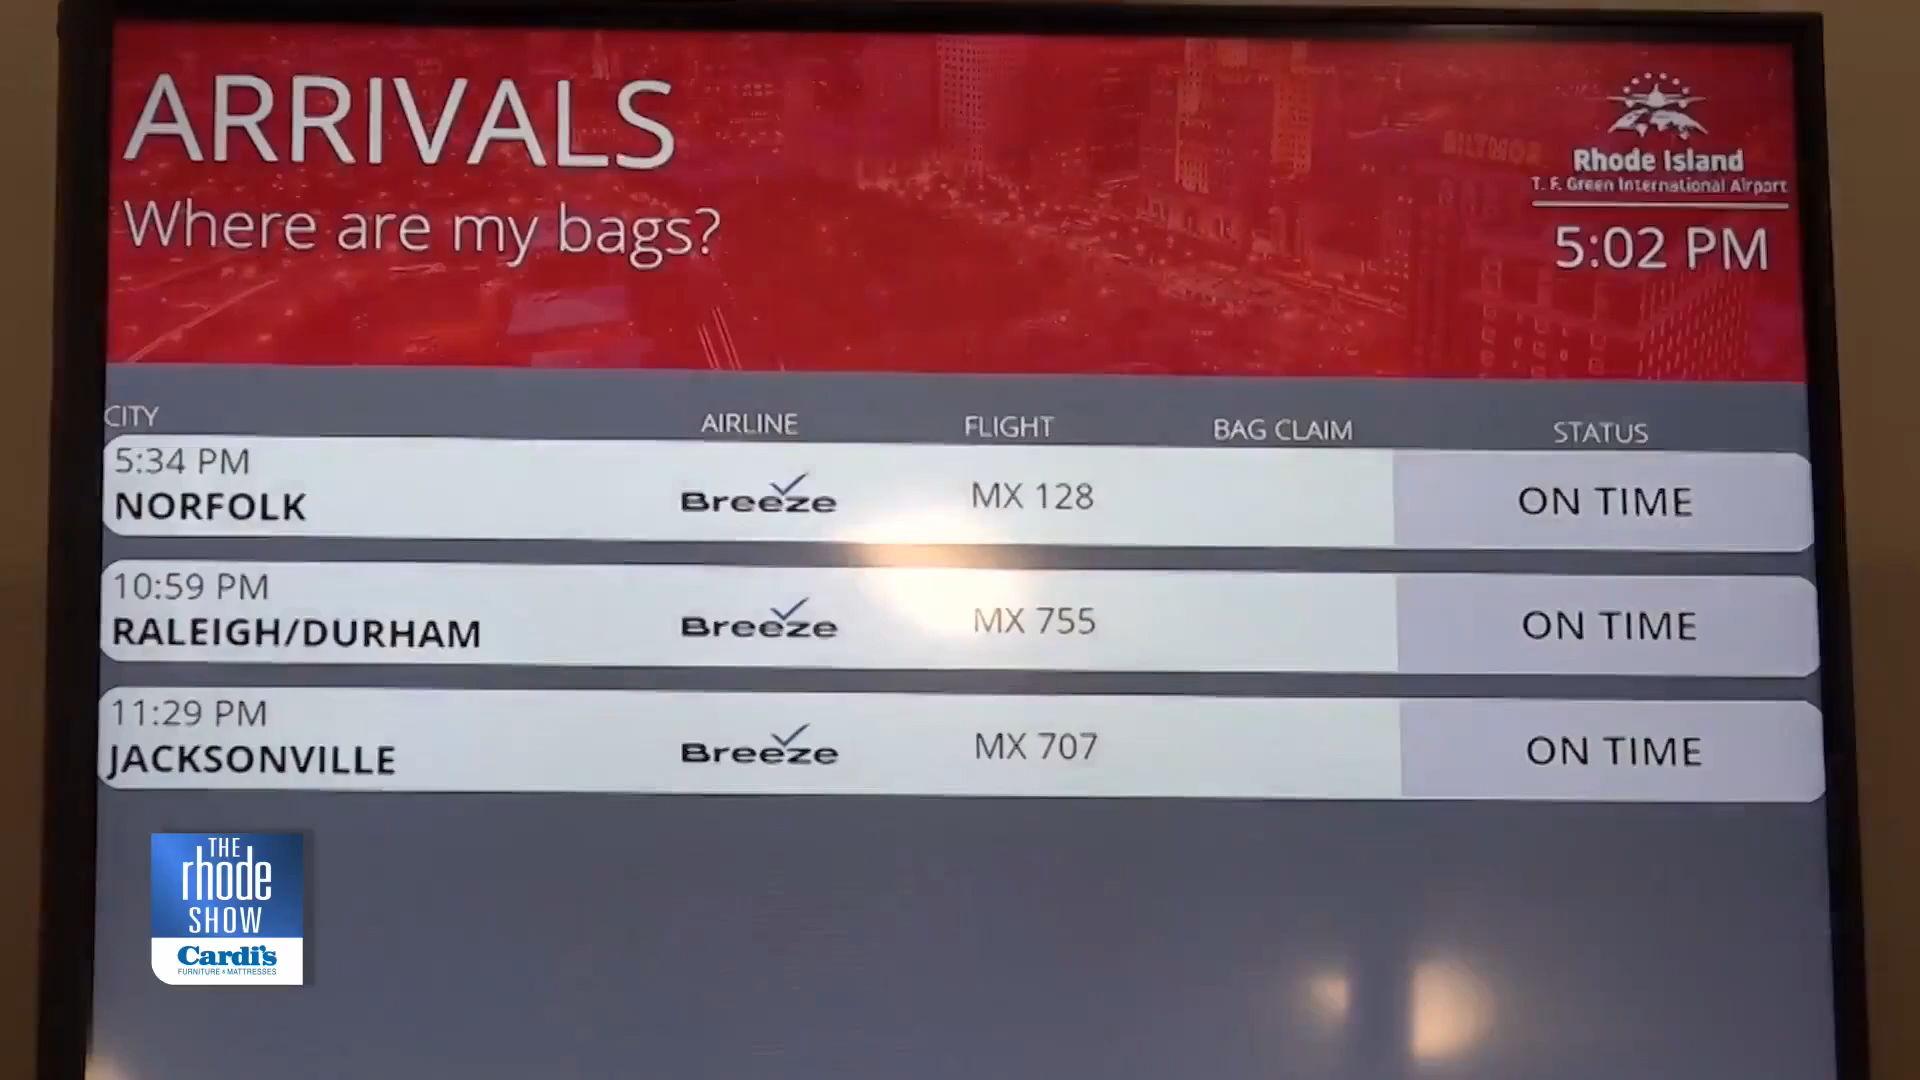 ARRIVALS
Where are my bags?
Rhode Island
T. F. Green International Airport
5:02 PM
BILTMOR
CITY AIRLINE FLIGHT BAG CLAIM STATUS
5:34 PM
NORFOLK Breeze MX 128 ON TIME
10:59 PM
RALEIGH/DURHAM Breeze MX 755 ON TIME
11:29 PM
JACKSONVILLE Breeze MX 707 ON TIME
THE
rhode
SHOW
Cardi's
FURNITURE & MATTRESSES